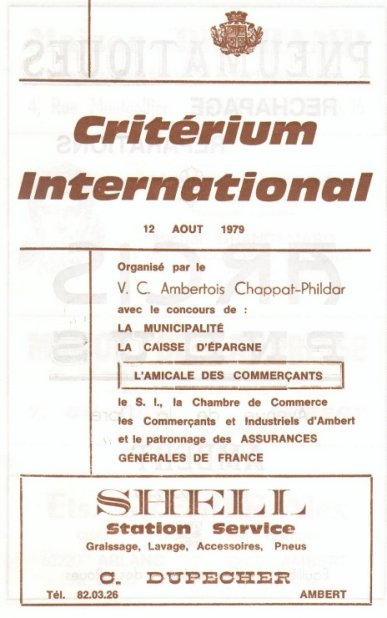 Critérium
International
12 AOUT 1979
Organisé par le
V. C. Ambertois Chappat-Phildar
avec le concours de :
LA MUNICIPALITÉ
LA CAISSE D'ÉPARGNE
L'AMICALE DES COMMERÇANTS
le S. I., la Chambre de Commerce
les Commerçants et Industriels d'Ambert
et le patronnage des ASSURANCES
GÉNÉRALES DE FRANCE
SHELL
Station Service
Graissage, Lavage, Accessoires, Pneus
C. DUPECHER
Tél. 82.03.26 AMBERT